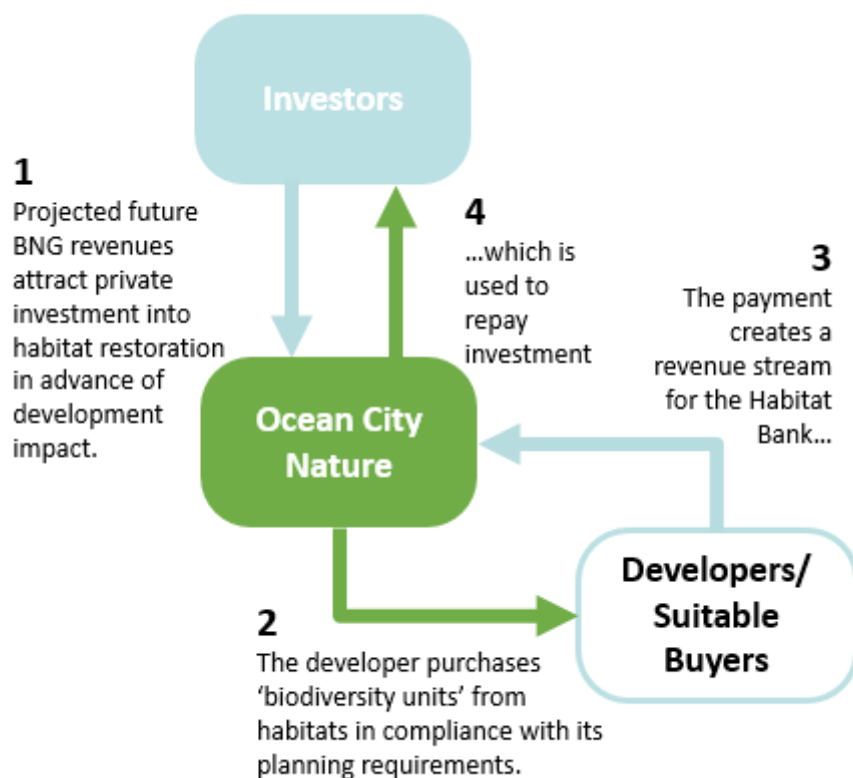 Investors
1
Projected future
BNG revenues
attract private
investment into
habitat restoration
in advance of
development
impact.
4
...which is
used to
repay
investment
3
The payment
creates a
revenue stream
for the Habitat
Bank...
Ocean City
Nature
Developers/
Suitable
Buyers
2
The developer purchases
‘biodiversity units’ from
habitats in compliance with its
planning requirements.